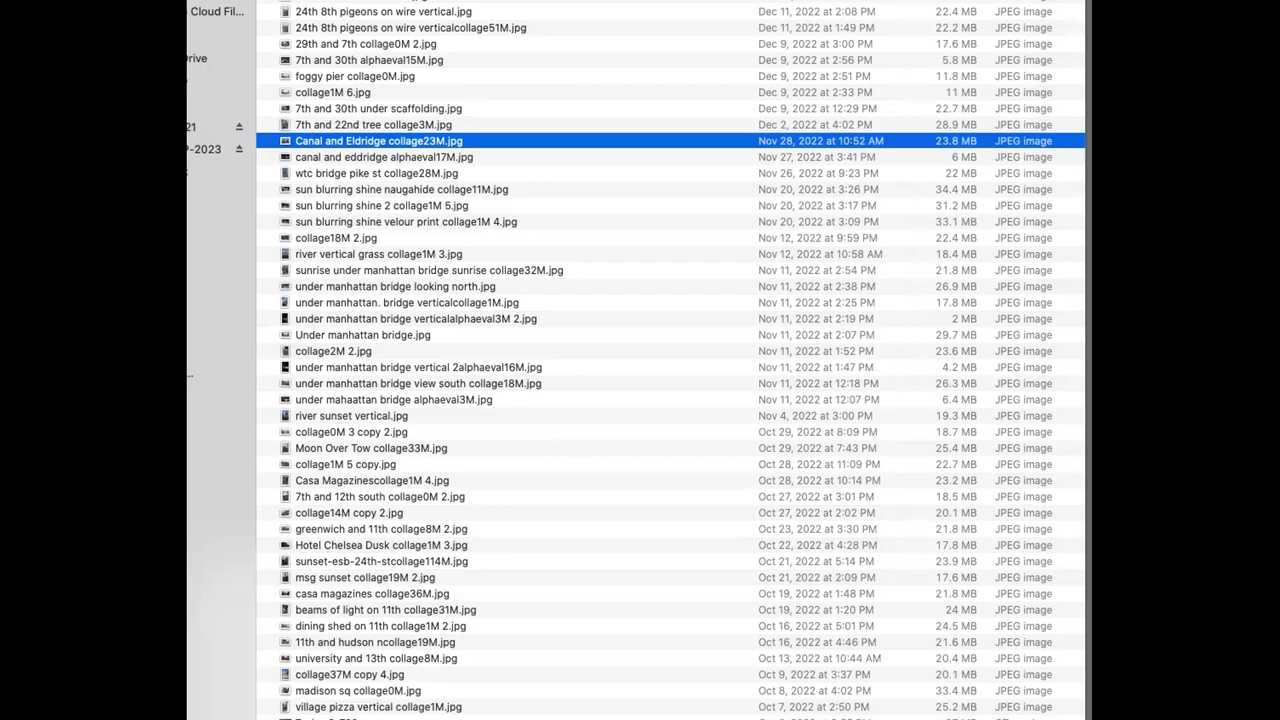 Cloud Fil...
24th 8th pigeons on wire vertical.jpg Dec 11, 2022 at 2:08 PM 22.4 MB JPEG image
24th 8th pigeons on wire verticalcollage51M.jpg Dec 11, 2022 at 1:49 PM 22.2 MB JPEG image
29th and 7th collage0M 2.jpg Dec 9, 2022 at 3:00 PM 17.6 MB JPEG image
7th and 30th alphaeval15M.jpg Dec 9, 2022 at 2:56 PM 5.8 MB JPEG image
foggy pier collage0M.jpg Dec 9, 2022 at 2:51 PM 11.8 MB JPEG image
collage1M 6.jpg Dec 9, 2022 at 2:33 PM 11 MB JPEG image
7th and 30th under scaffolding.jpg Dec 9, 2022 at 12:29 PM 22.7 MB JPEG image
21 7th and 22nd tree collage3M.jpg Dec 2, 2022 at 4:02 PM 28.9 MB JPEG image
Canal and Eldridge collage23M.jpg Nov 28, 2022 at 10:52 AM 23.8 MB JPEG image
-2023 canal and eddridge alphaeval17M.jpg Nov 27, 2022 at 3:41 PM 6 MB JPEG image
wtc bridge pike st collage28M.jpg Nov 26, 2022 at 9:23 PM 22 MB JPEG image
sun blurring shine naugahide collage11M.jpg Nov 20, 2022 at 3:26 PM 34.4 MB JPEG image
sun blurring shine 2 collage1M 5.jpg Nov 20, 2022 at 3:17 PM 31.2 MB JPEG image
sun blurring shine velour print collage1M 4.jpg Nov 20, 2022 at 3:09 PM 33.1 MB JPEG image
collage18M 2.jpg Nov 12, 2022 at 9:59 PM 22.4 MB JPEG image
river vertical grass collage1M 3.jpg Nov 12, 2022 at 10:58 AM 18.4 MB JPEG image
sunrise under manhattan bridge sunrise collage32M.jpg Nov 11, 2022 at 2:54 PM 21.8 MB JPEG image
under manhattan bridge looking north.jpg Nov 11, 2022 at 2:38 PM 26.9 MB JPEG image
under manhattan. bridge verticalcollage1M.jpg Nov 11, 2022 at 2:25 PM 17.8 MB JPEG image
under manhattan bridge verticalalphaeval3M 2.jpg Nov 11, 2022 at 2:19 PM 2 MB JPEG image
Under manhattan bridge.jpg Nov 11, 2022 at 2:07 PM 29.7 MB JPEG image
collage2M 2.jpg Nov 11, 2022 at 1:52 PM 23.6 MB JPEG image
under manhattan bridge vertical 2alphaeval16M.jpg Nov 11, 2022 at 1:47 PM 4.2 MB JPEG image
under manhattan bridge view south collage18M.jpg Nov 11, 2022 at 12:18 PM 26.3 MB JPEG image
under mahaattan bridge alphaeval3M.jpg Nov 11, 2022 at 12:07 PM 6.4 MB JPEG image
river sunset vertical.jpg Nov 4, 2022 at 3:00 PM 19.3 MB JPEG image
collage0M 3 copy 2.jpg Oct 29, 2022 at 8:09 PM 18.7 MB JPEG image
Moon Over Tow collage33M.jpg Oct 29, 2022 at 7:43 PM 25.4 MB JPEG image
collage1M 5 copy.jpg Oct 28, 2022 at 11:09 PM 22.7 MB JPEG image
Casa Magazinescollage1M 4.jpg Oct 28, 2022 at 10:14 PM 23.2 MB JPEG image
7th and 12th south collage0M 2.jpg Oct 27, 2022 at 3:01 PM 18.5 MB JPEG image
collage14M copy 2.jpg Oct 27, 2022 at 2:02 PM 20.1 MB JPEG image
greenwich and 11th collage8M 2.jpg Oct 23, 2022 at 3:30 PM 21.8 MB JPEG image
Hotel Chelsea Dusk collage1M 3.jpg Oct 22, 2022 at 4:28 PM 17.8 MB JPEG image
sunset-esb-24th-stcollage114M.jpg Oct 21, 2022 at 5:14 PM 23.9 MB JPEG image
msg sunset collage19M 2.jpg Oct 21, 2022 at 2:09 PM 17.6 MB JPEG image
casa magazines collage36M.jpg Oct 19, 2022 at 1:48 PM 21.8 MB JPEG image
beams of light on 11th collage31M.jpg Oct 19, 2022 at 1:20 PM 24 MB JPEG image
dining shed on 11th collage1M 2.jpg Oct 16, 2022 at 5:01 PM 24.5 MB JPEG image
11th and hudson ncollage19M.jpg Oct 16, 2022 at 4:46 PM 21.6 MB JPEG image
university and 13th collage8M.jpg Oct 13, 2022 at 10:44 AM 20.4 MB JPEG image
collage37M copy 4.jpg Oct 9, 2022 at 3:37 PM 20.1 MB JPEG image
madison sq collage0M.jpg Oct 8, 2022 at 4:02 PM 33.4 MB JPEG image
village pizza vertical collage1M.jpg Oct 7, 2022 at 2:50 PM 25.2 MB JPEG image